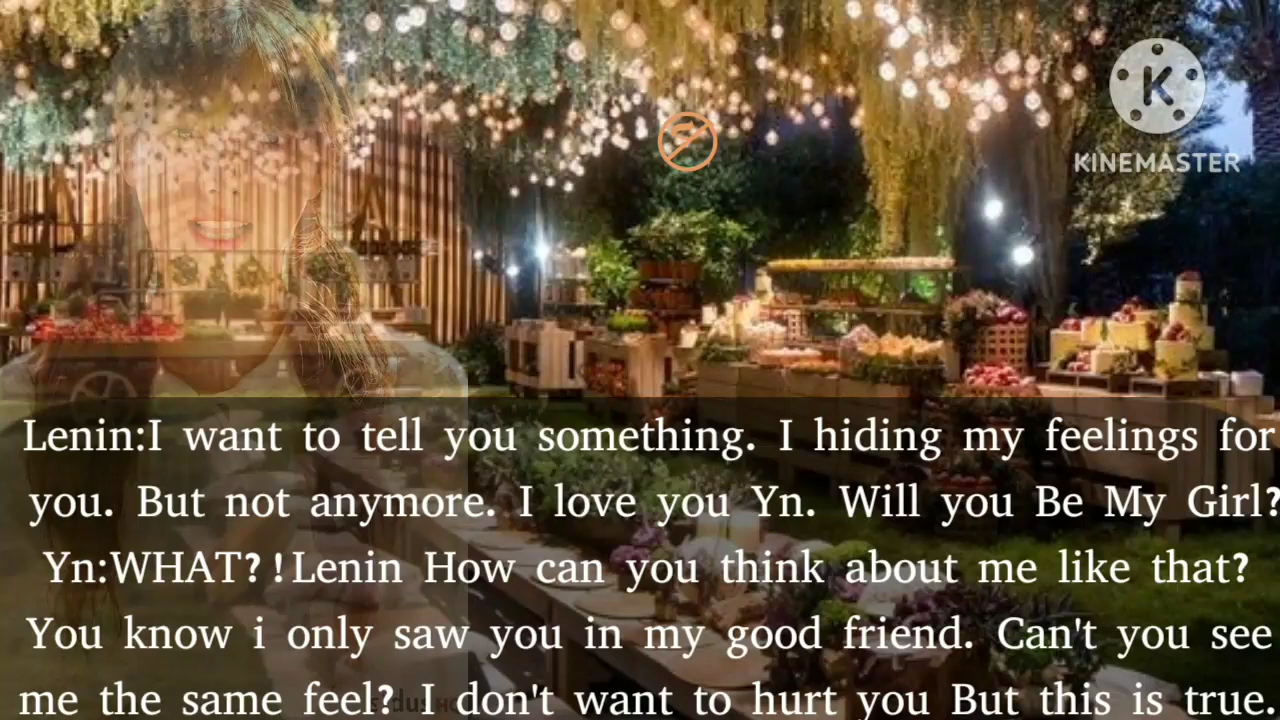 KINEMASTER
Lenin:I want to tell you something. I hiding my feelings for
you. But not anymore. I love you Yn. Will you Be My Girl?
Yn:WHAT?!Lenin How can you think about me like that?
You know i only saw you in my good friend. Can't you see
me the same feel? I don't want to hurt you But this is true.